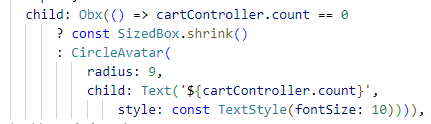 child: Obx(() => cartController.count == 0
? const SizedBox.shrink()
: CircleAvatar(
radius: 9,
child: Text('${cartController.count}',
style: const TextStyle(fontSize: 10)))),